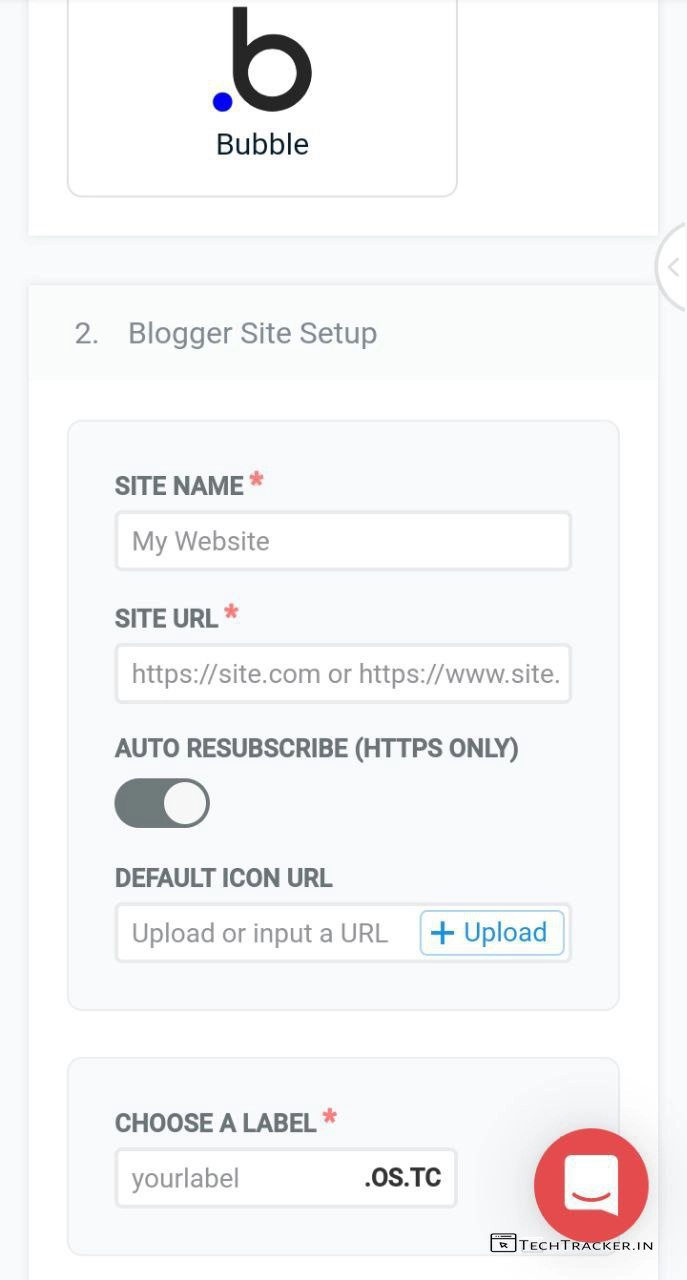 Bubble
2. Blogger Site Setup
SITE NAME *
My Website
SITE URL *
https://site.com or https://www.site.
AUTO RESUBSCRIBE (HTTPS ONLY)
DEFAULT ICON URL
Upload or input a URL + Upload
CHOOSE A LABEL *
yourlabel .OS.TC
TECHTRACKER.IN